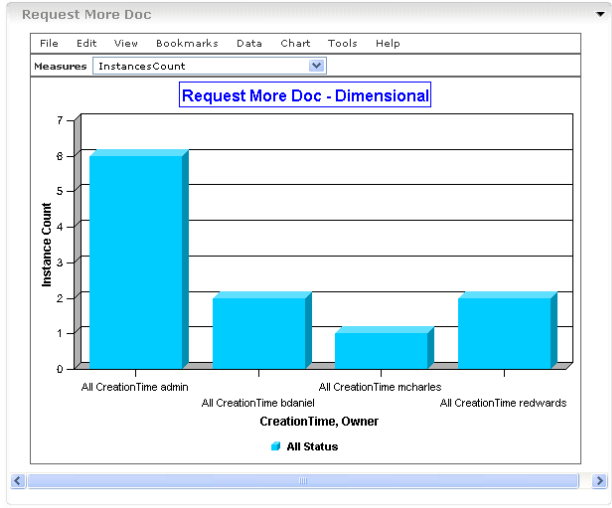 Request More Doc
File Edit View Bookmarks Data Chart Tools Help
Measures InstancesCount
Request More Doc - Dimensional
7
6
5
4
3
2
1
0
Instance Count
All CreationTime admin
All CreationTime bdaniel
All CreationTime mcharles
All CreationTime redwards
CreationTime, Owner
All Status